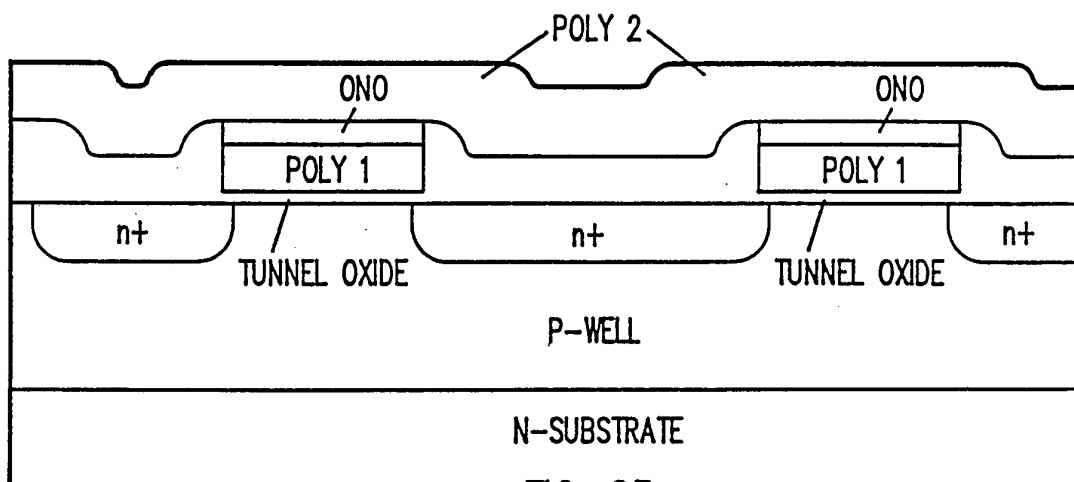 POLY 2
ONO ONO
POLY 1 POLY 1
n+ n+ n+
TUNNEL OXIDE TUNNEL OXIDE
P-WELL
N-SUBSTRATE